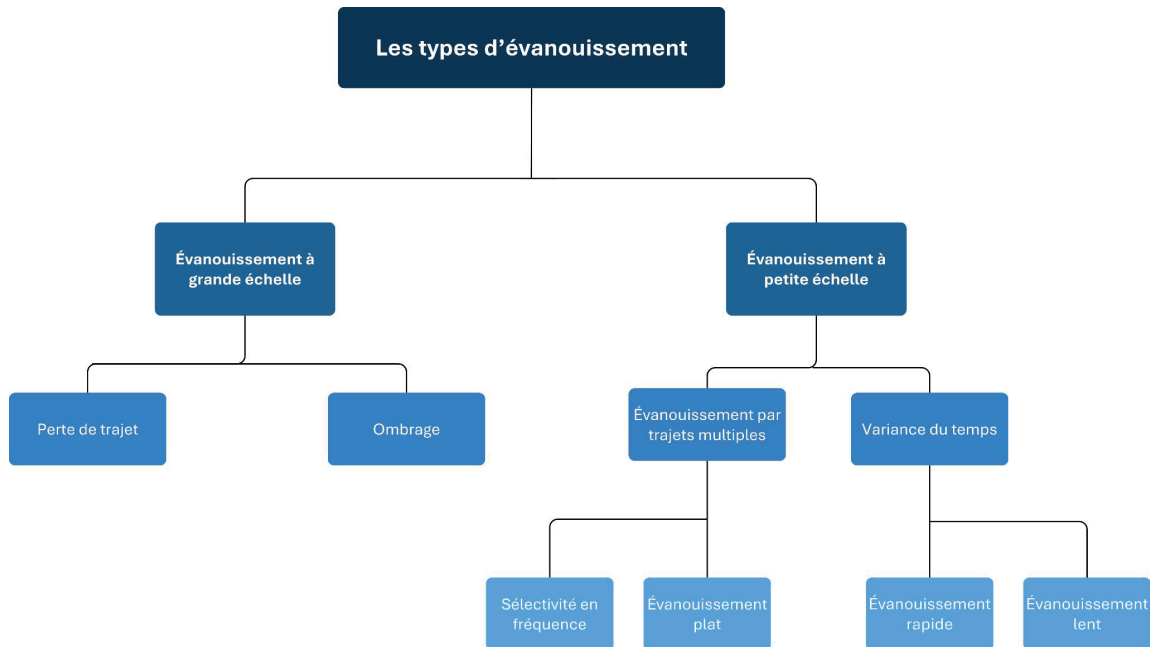 Les types d’évanouissement
Évanouissement à
grande échelle
Évanouissement à
petite échelle
Perte de trajet
Ombrage
Évanouissement par
trajets multiples
Variance du temps
Sélectivité en
fréquence
Évanouissement
plat
Évanouissement
rapide
Évanouissement
lent